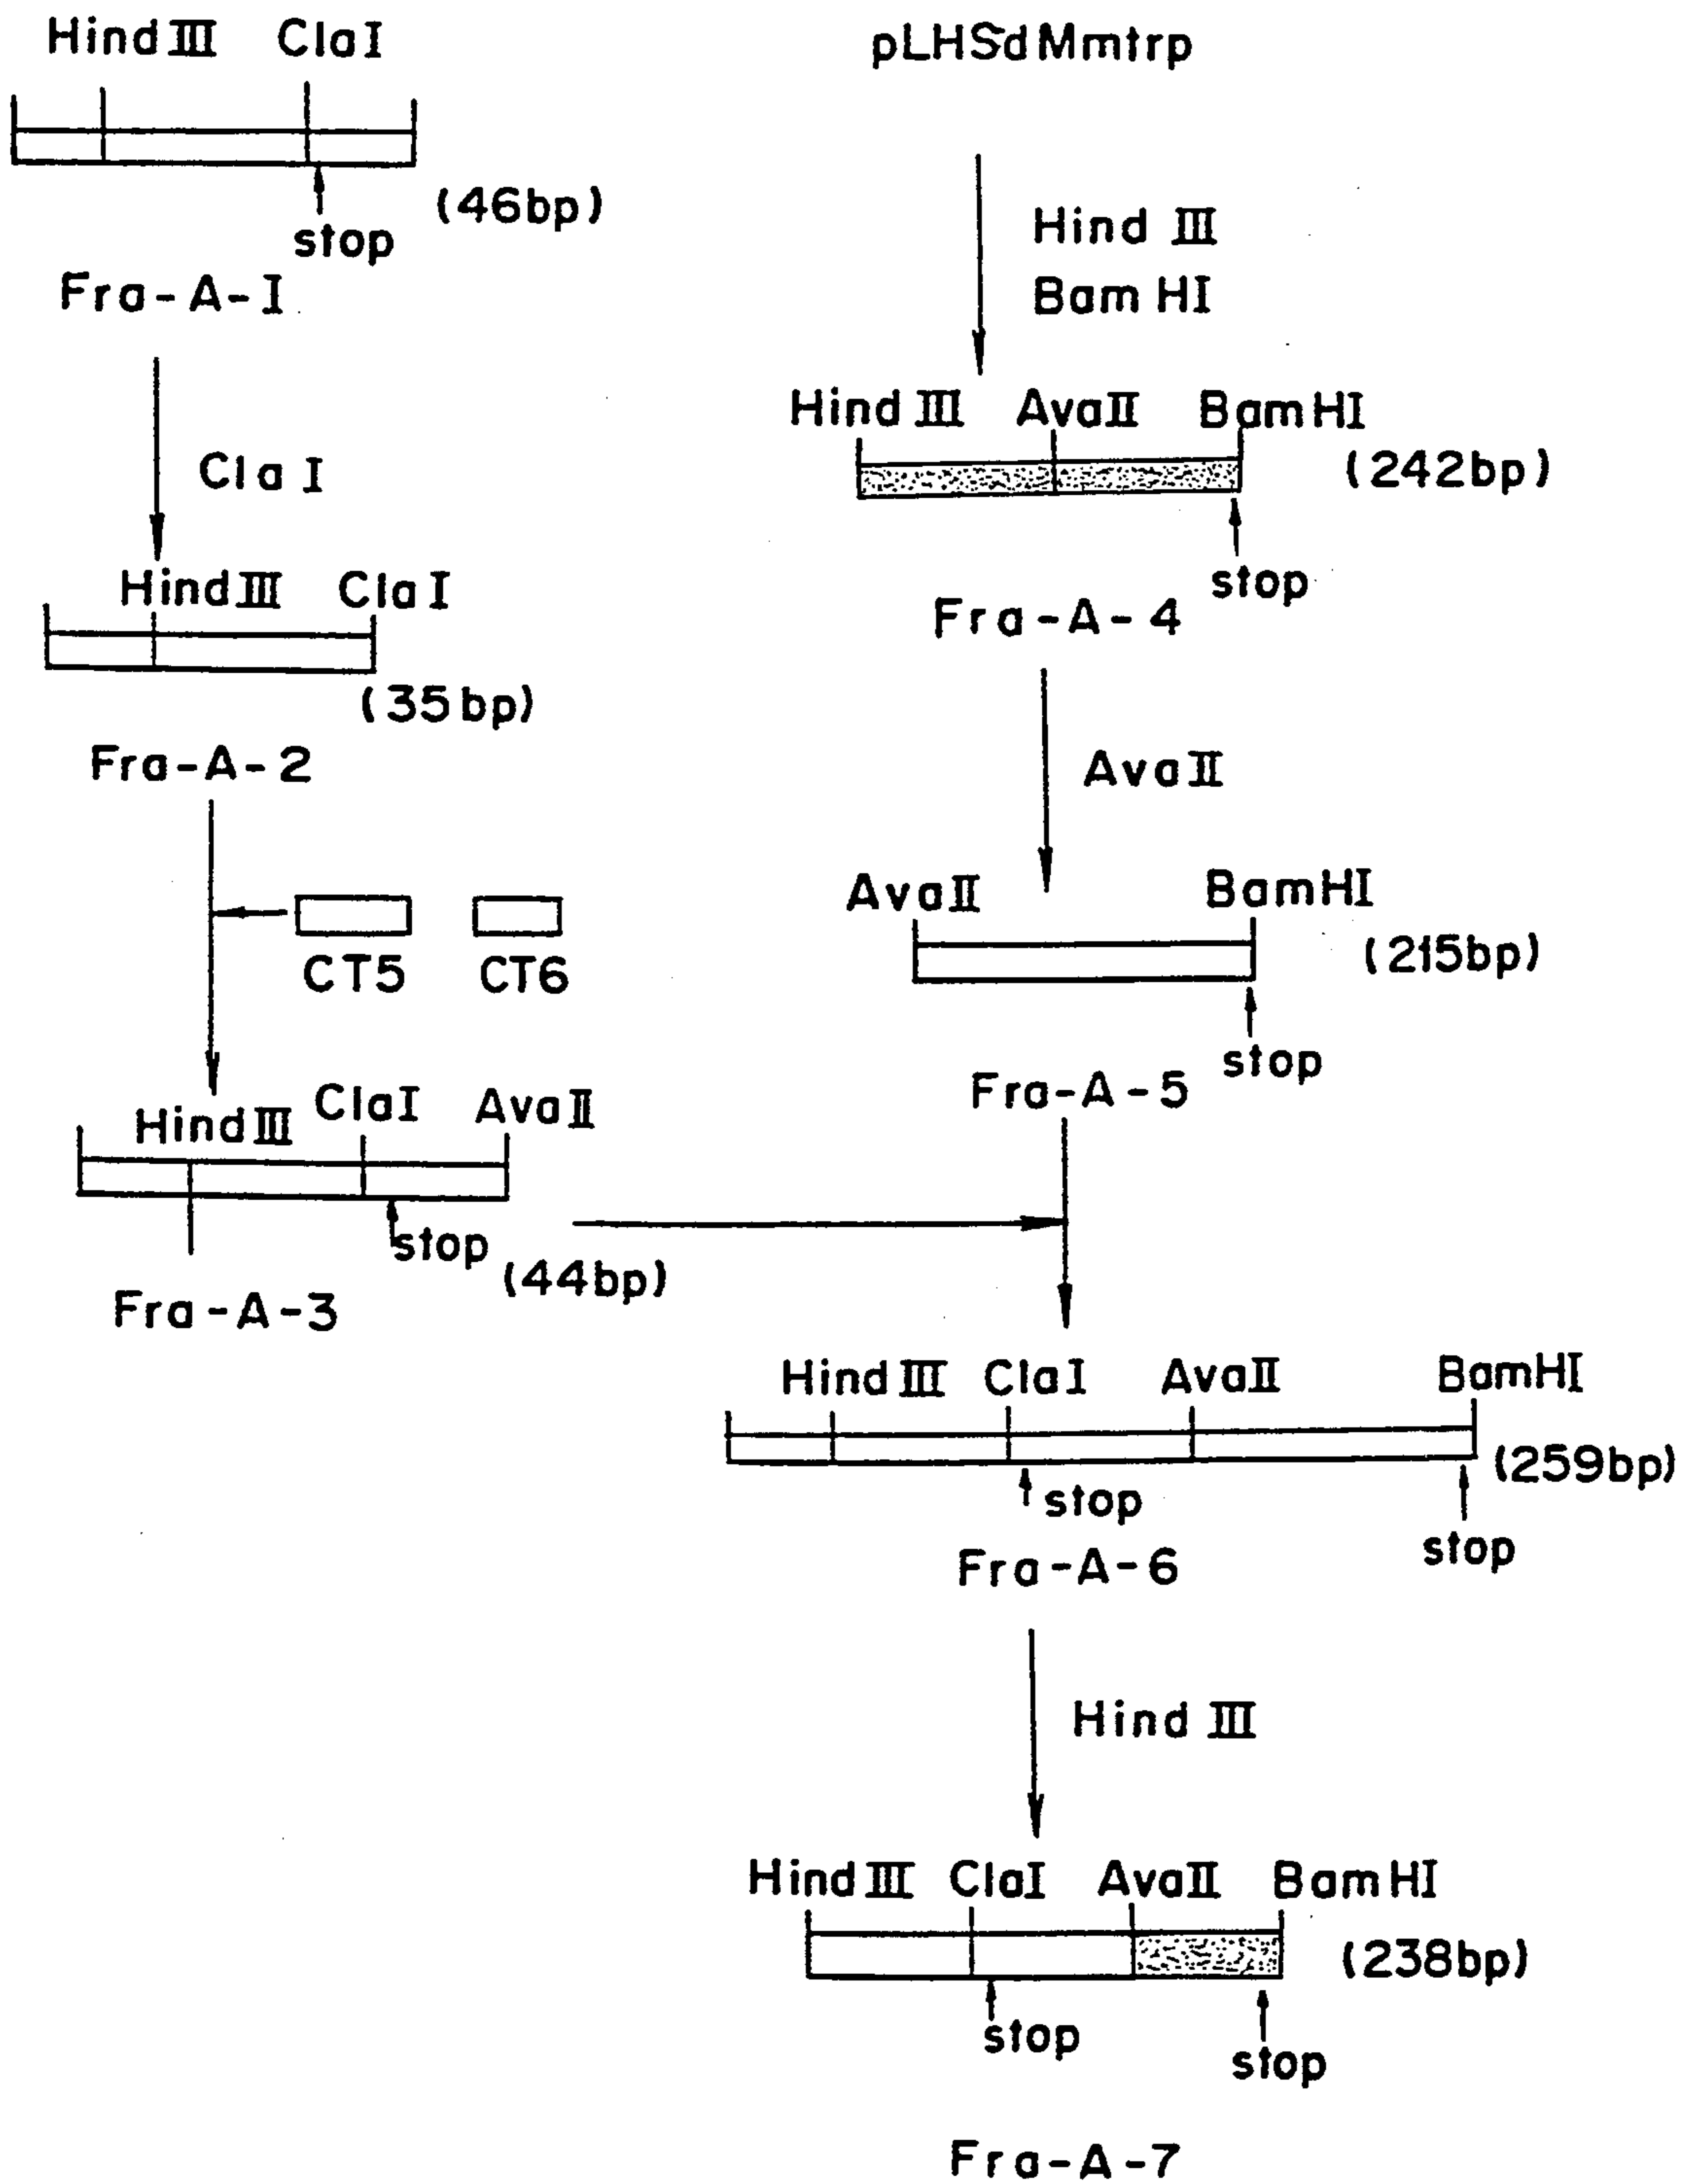 Hind III ClaI
(46bp)
stop
Fra-A-I
ClaI
Hind III ClaI
(35bp)
Fra-A-2
CT5 CT6
Hind III ClaI AvaII
stop
(44bp)
Fra-A-3
pLHSdMmtrp
Hind III
Bam HI
Hind III AvaII BamHI
(242bp)
stop
Fra-A-4
AvaII
AvaII BamHI
(215bp)
stop
Fra-A-5
Hind III ClaI AvaII BamHI
(259bp)
stop
stop
Fra-A-6
Hind III
Hind III ClaI AvaII BamHI
(238bp)
stop
stop
Fra-A-7